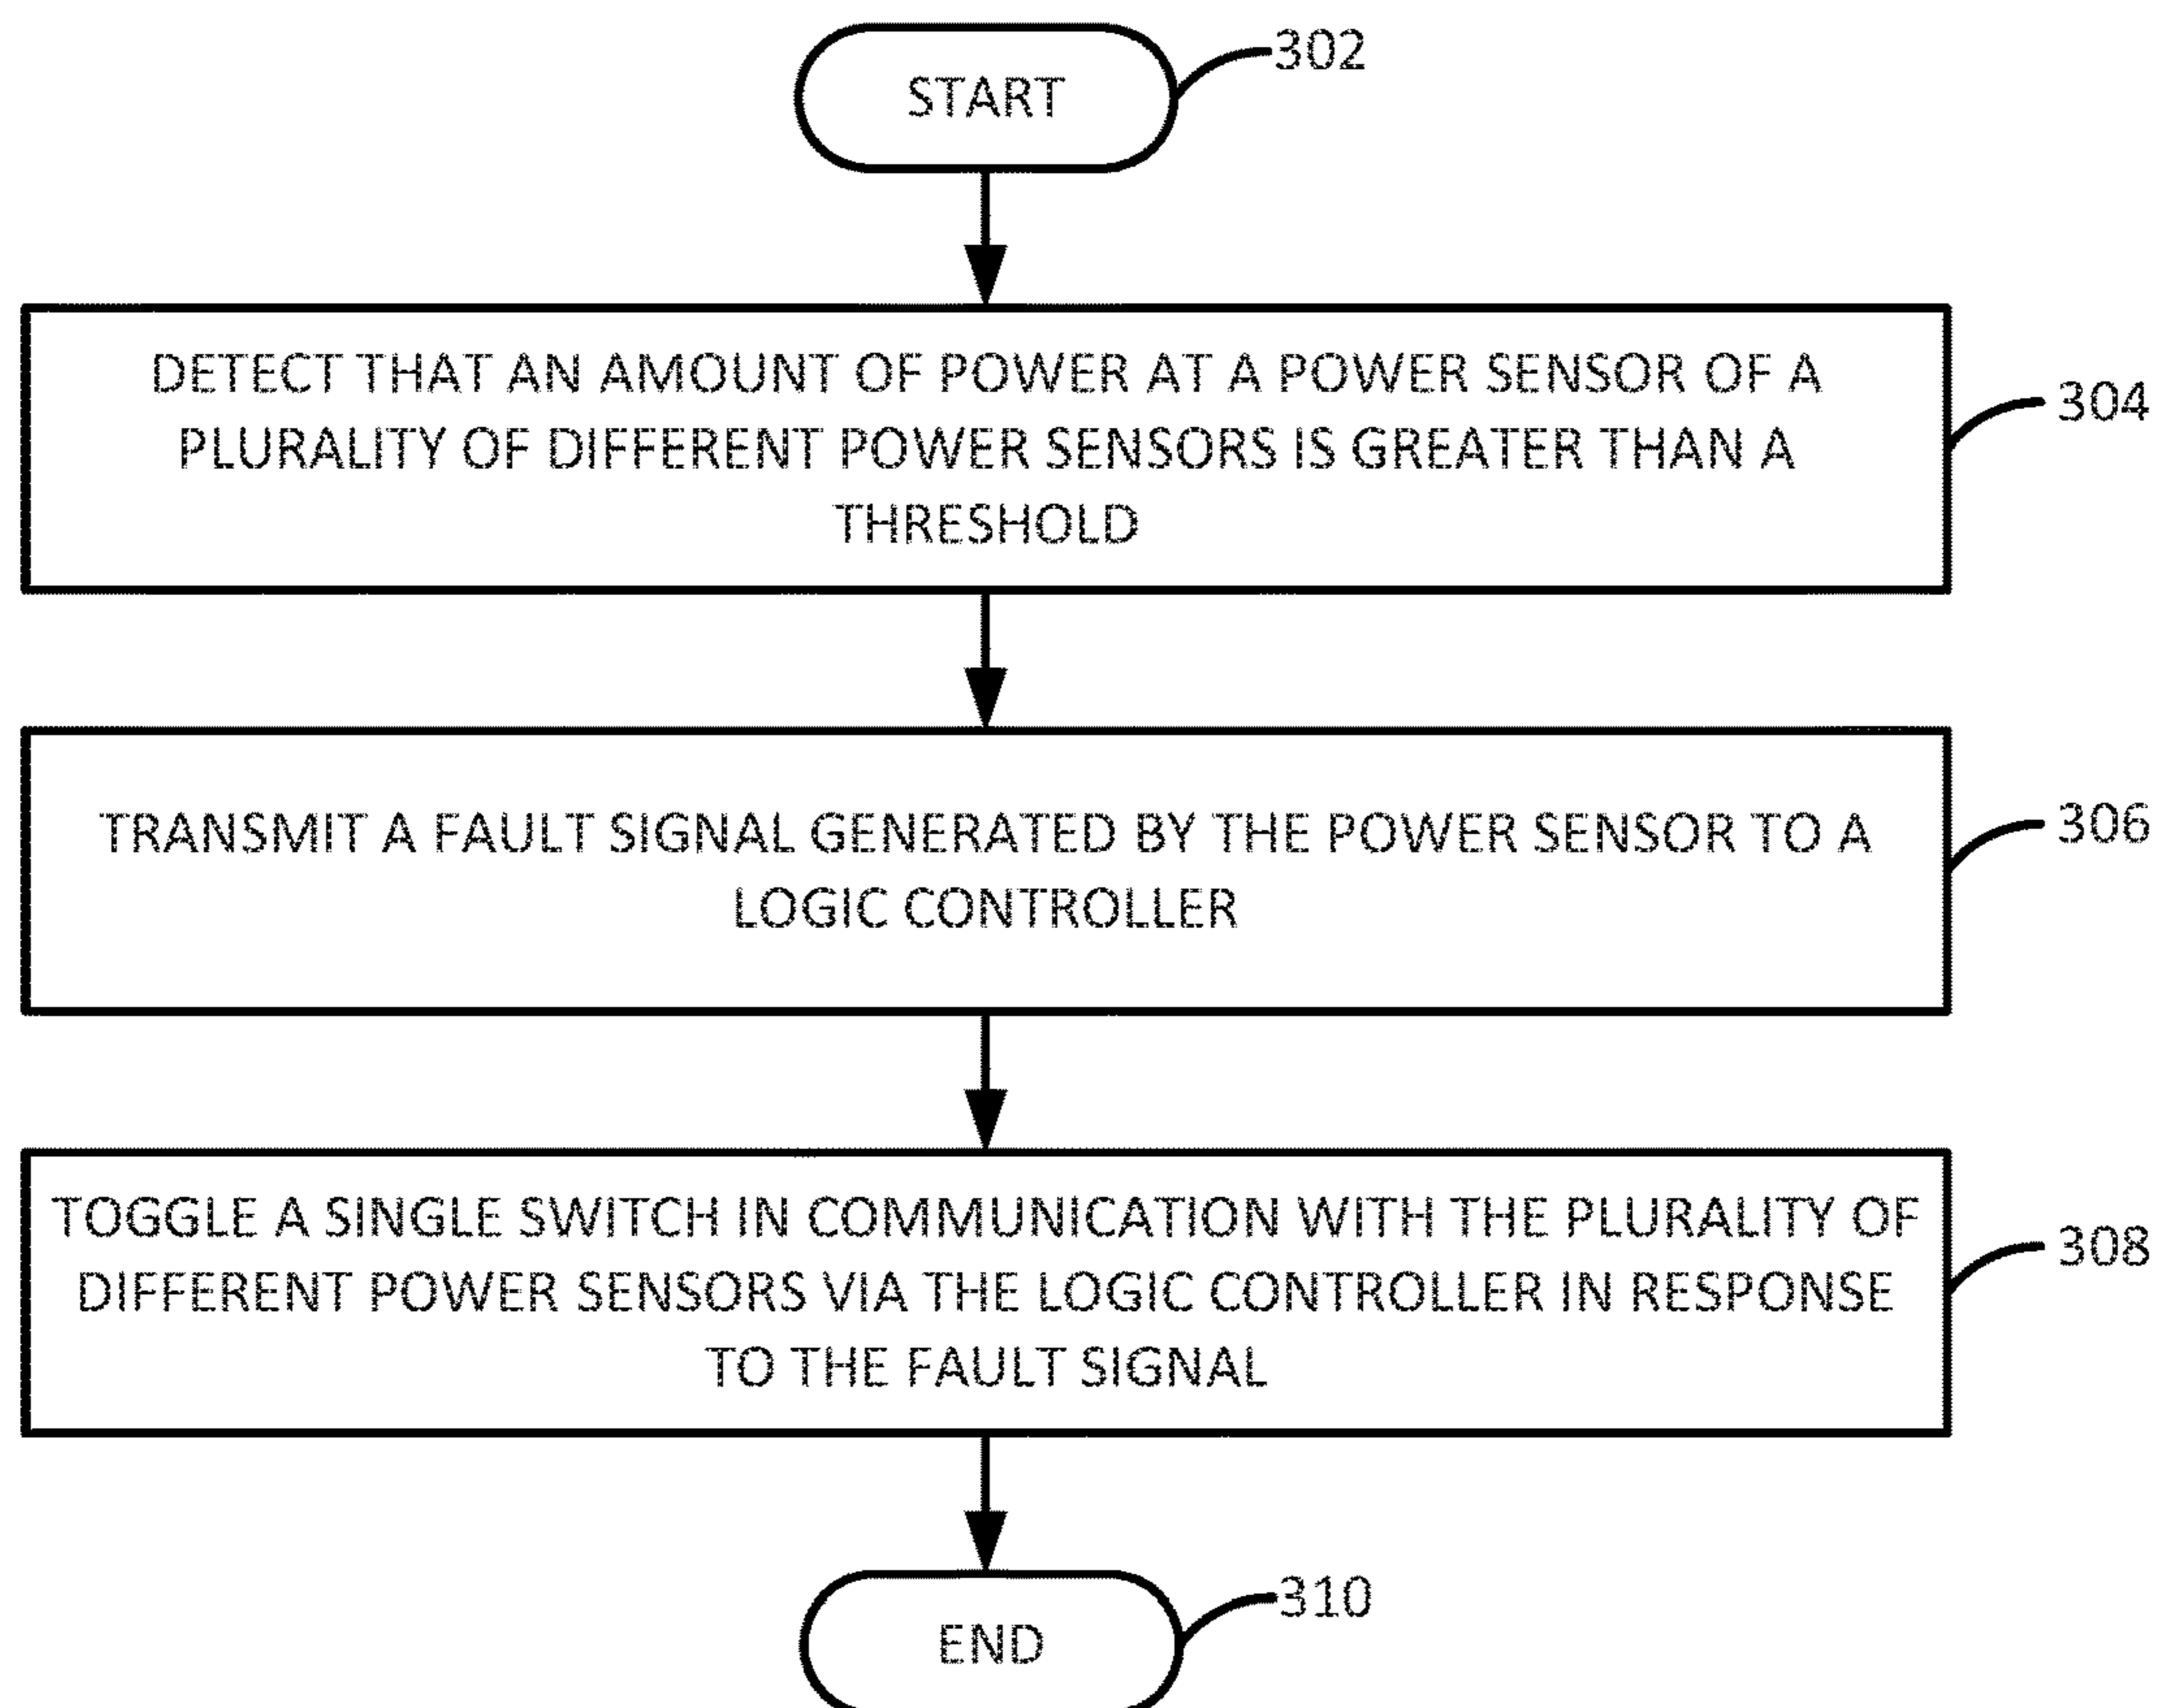 START
302
DETECT THAT AN AMOUNT OF POWER AT A POWER SENSOR OF A
PLURALITY OF DIFFERENT POWER SENSORS IS GREATER THAN A
THRESHOLD
304
TRANSMIT A FAULT SIGNAL GENERATED BY THE POWER SENSOR TO A
LOGIC CONTROLLER
306
TOGGLE A SINGLE SWITCH IN COMMUNICATION WITH THE PLURALITY OF
DIFFERENT POWER SENSORS VIA THE LOGIC CONTROLLER IN RESPONSE
TO THE FAULT SIGNAL
308
END
310